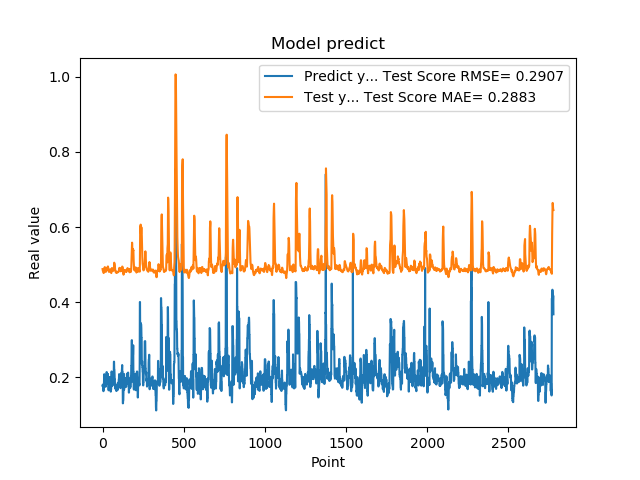 Model predict
Predict y... Test Score RMSE= 0.2907
Test y... Test Score MAE= 0.2883
1.0
0.8
0.6
0.4
0.2
Real value
0 500 1000 1500 2000 2500
Point